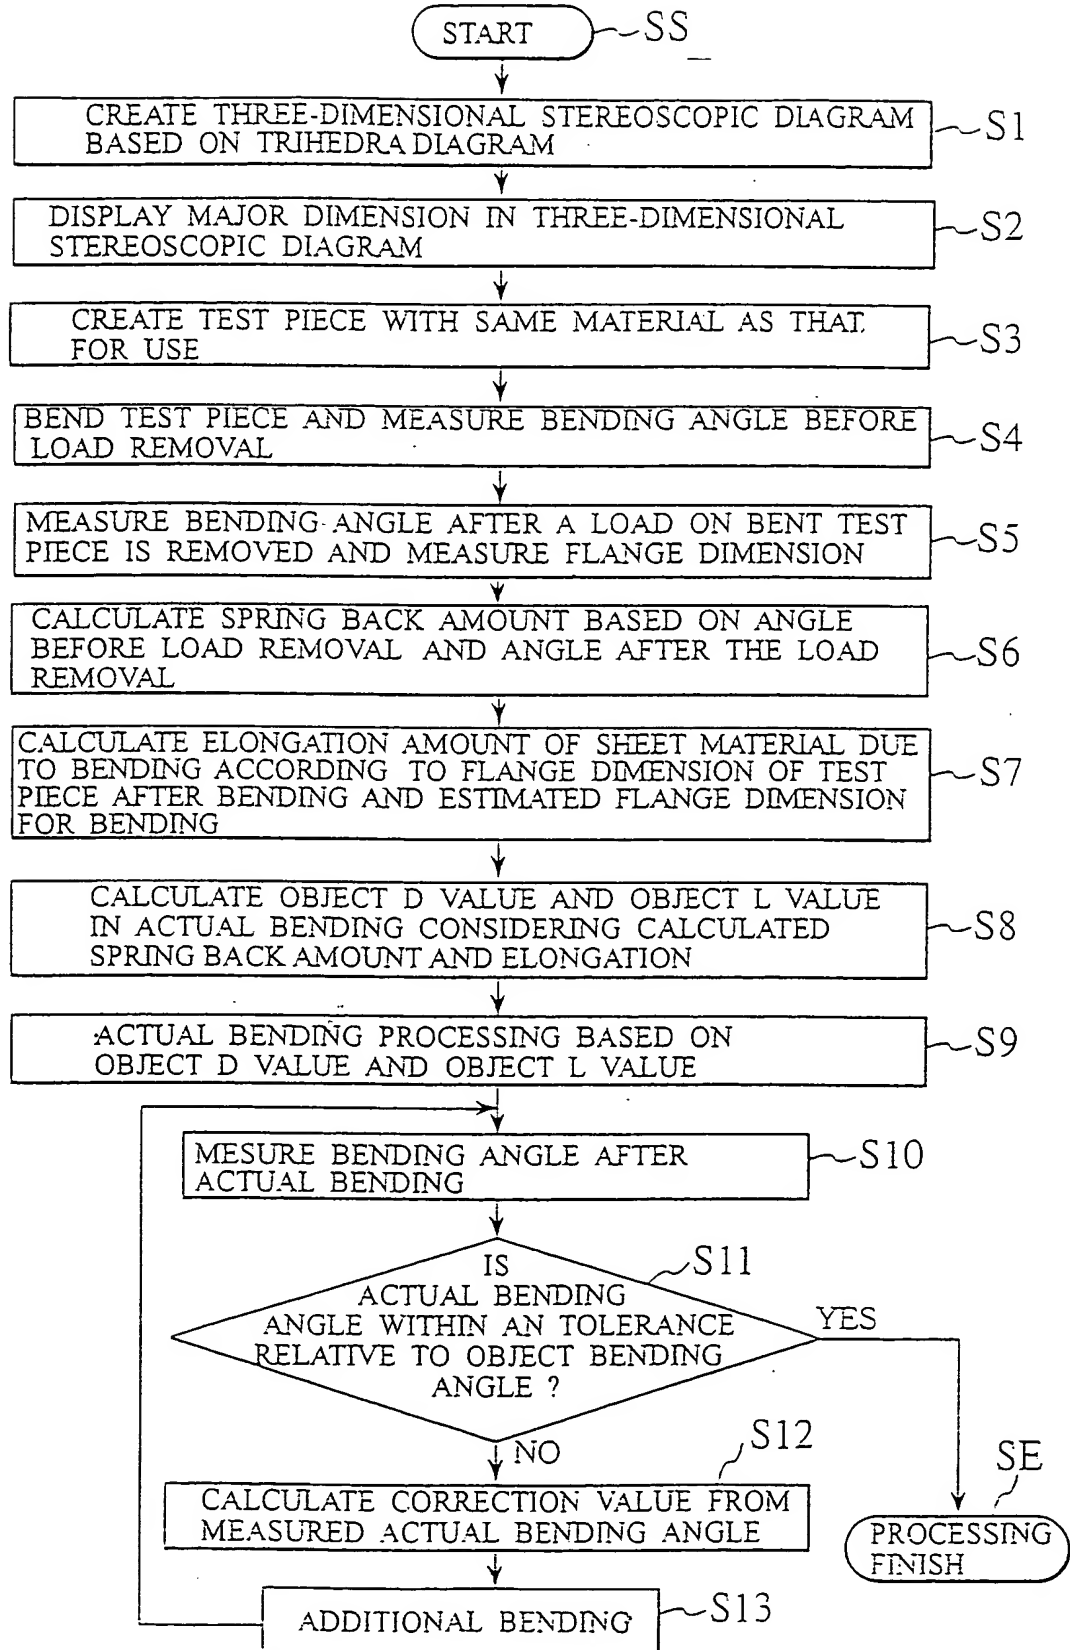 START
SS
CREATE THREE-DIMENSIONAL STEREOSCOPIC DIAGRAM
BASED ON TRIHEDRA DIAGRAM
S1
DISPLAY MAJOR DIMENSION IN THREE-DIMENSIONAL
STEREOSCOPIC DIAGRAM
S2
CREATE TEST PIECE WITH SAME MATERIAL AS THAT
FOR USE
S3
BEND TEST PIECE AND MEASURE BENDING ANGLE BEFORE
LOAD REMOVAL
S4
MEASURE BENDING ANGLE AFTER A LOAD ON BENT TEST
PIECE IS REMOVED AND MEASURE FLANGE DIMENSION
S5
CALCULATE SPRING BACK AMOUNT BASED ON ANGLE
BEFORE LOAD REMOVAL AND ANGLE AFTER THE LOAD
REMOVAL
S6
CALCULATE ELONGATION AMOUNT OF SHEET MATERIAL DUE
TO BENDING ACCORDING TO FLANGE DIMENSION OF TEST
PIECE AFTER BENDING AND ESTIMATED FLANGE DIMENSION
FOR BENDING
S7
CALCULATE OBJECT D VALUE AND OBJECT L VALUE
IN ACTUAL BENDING CONSIDERING CALCULATED
SPRING BACK AMOUNT AND ELONGATION
S8
ACTUAL BENDING PROCESSING BASED ON
OBJECT D VALUE AND OBJECT L VALUE
S9
MESURE BENDING ANGLE AFTER
ACTUAL BENDING
S10
IS
ACTUAL BENDING
ANGLE WITHIN AN TOLERANCE
RELATIVE TO OBJECT BENDING
ANGLE ?
S11
YES
NO
S12
CALCULATE CORRECTION VALUE FROM
MEASURED ACTUAL BENDING ANGLE
SE
PROCESSING
FINISH
ADDITIONAL BENDING
S13